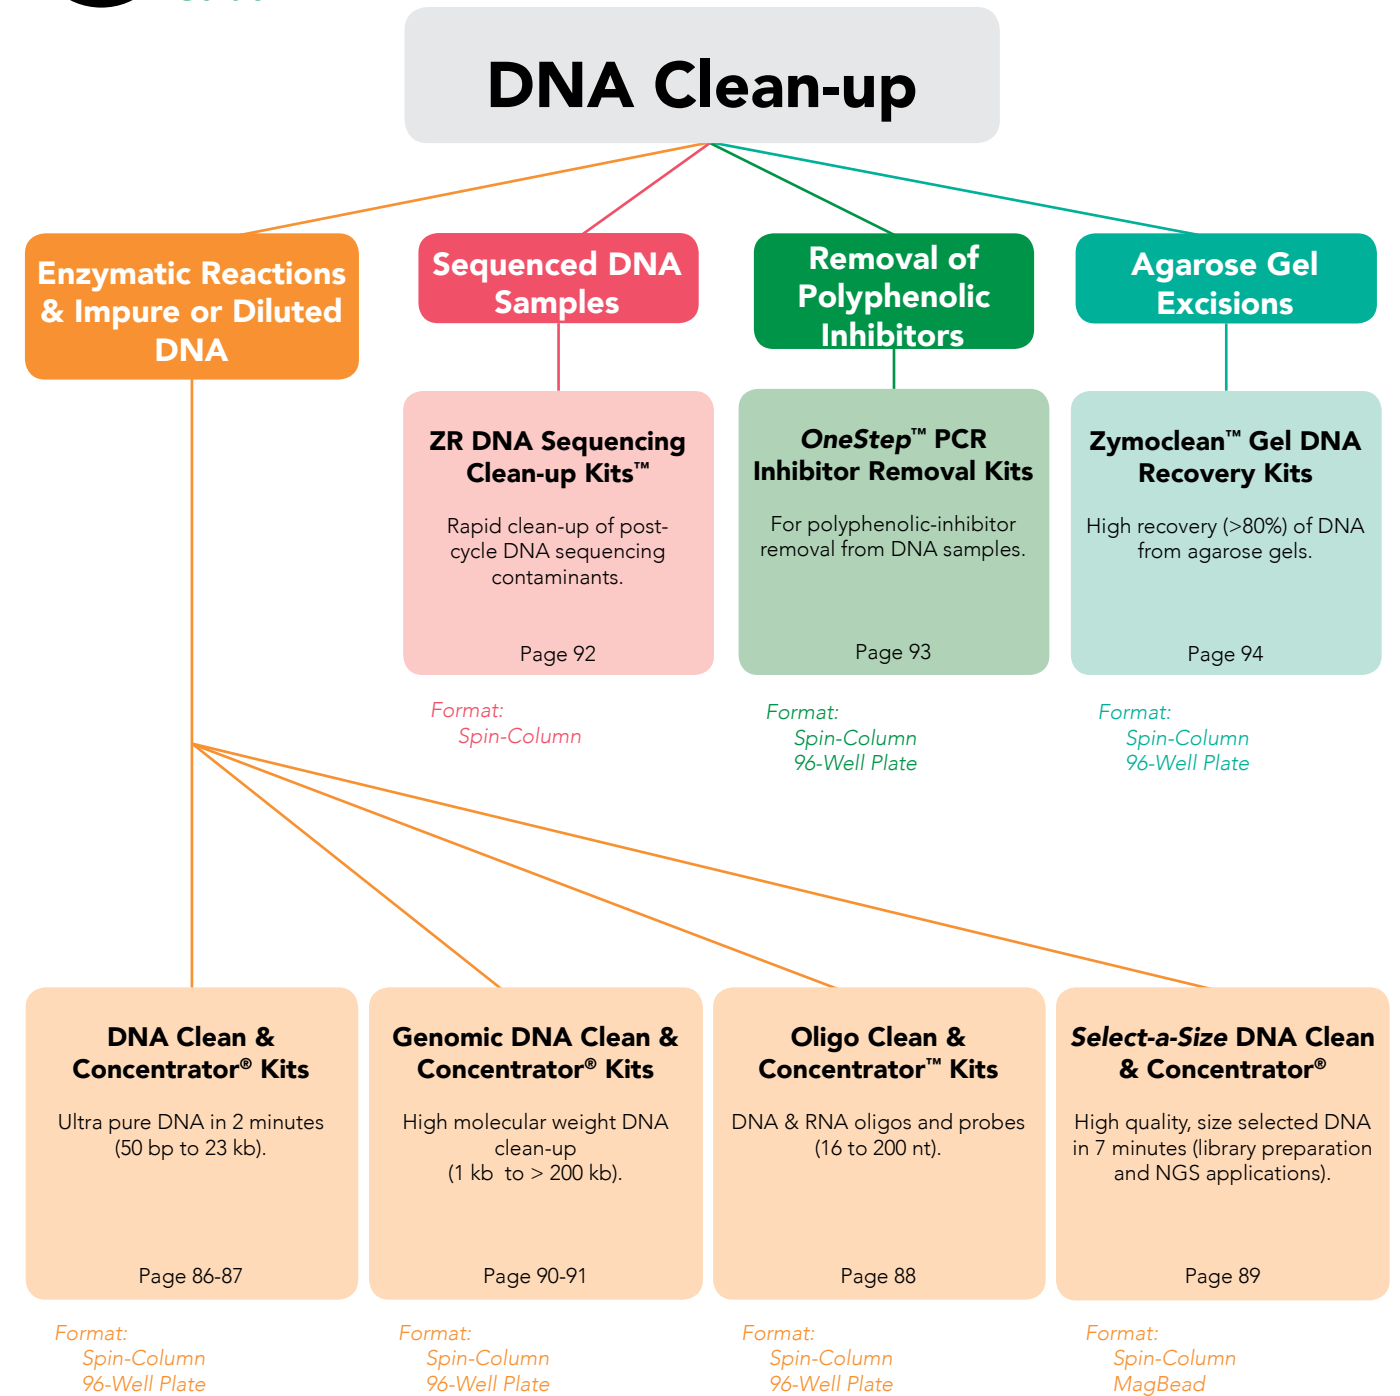 DNA Clean-up
Enzymatic Reactions
& Impure or Diluted
DNA
Sequenced DNA
Samples
Removal of
Polyphenolic
Inhibitors
Agarose Gel
Excisions
ZR DNA Sequencing
Clean-up Kits™
Rapid clean-up of post-
cycle DNA sequencing
contaminants.
Page 92
Format:
Spin-Column
OneStep™ PCR
Inhibitor Removal Kits
For polyphenolic-inhibitor
removal from DNA samples.
Page 93
Format:
Spin-Column
96-Well Plate
Zymoclean™ Gel DNA
Recovery Kits
High recovery (>80%) of DNA
from agarose gels.
Page 94
Format:
Spin-Column
96-Well Plate
DNA Clean &
Concentrator® Kits
Ultra pure DNA in 2 minutes
(50 bp to 23 kb).
Page 86-87
Format:
Spin-Column
96-Well Plate
Genomic DNA Clean &
Concentrator® Kits
High molecular weight DNA
clean-up
(1 kb  to > 200 kb).
Page 90-91
Format:
Spin-Column
96-Well Plate
Oligo Clean &
Concentrator™ Kits
DNA & RNA oligos and probes
(16 to 200 nt).
Page 88
Format:
Spin-Column
96-Well Plate
Select-a-Size DNA Clean
& Concentrator®
High quality, size selected DNA
in 7 minutes (library preparation
and NGS applications).
Page 89
Format:
Spin-Column
MagBead